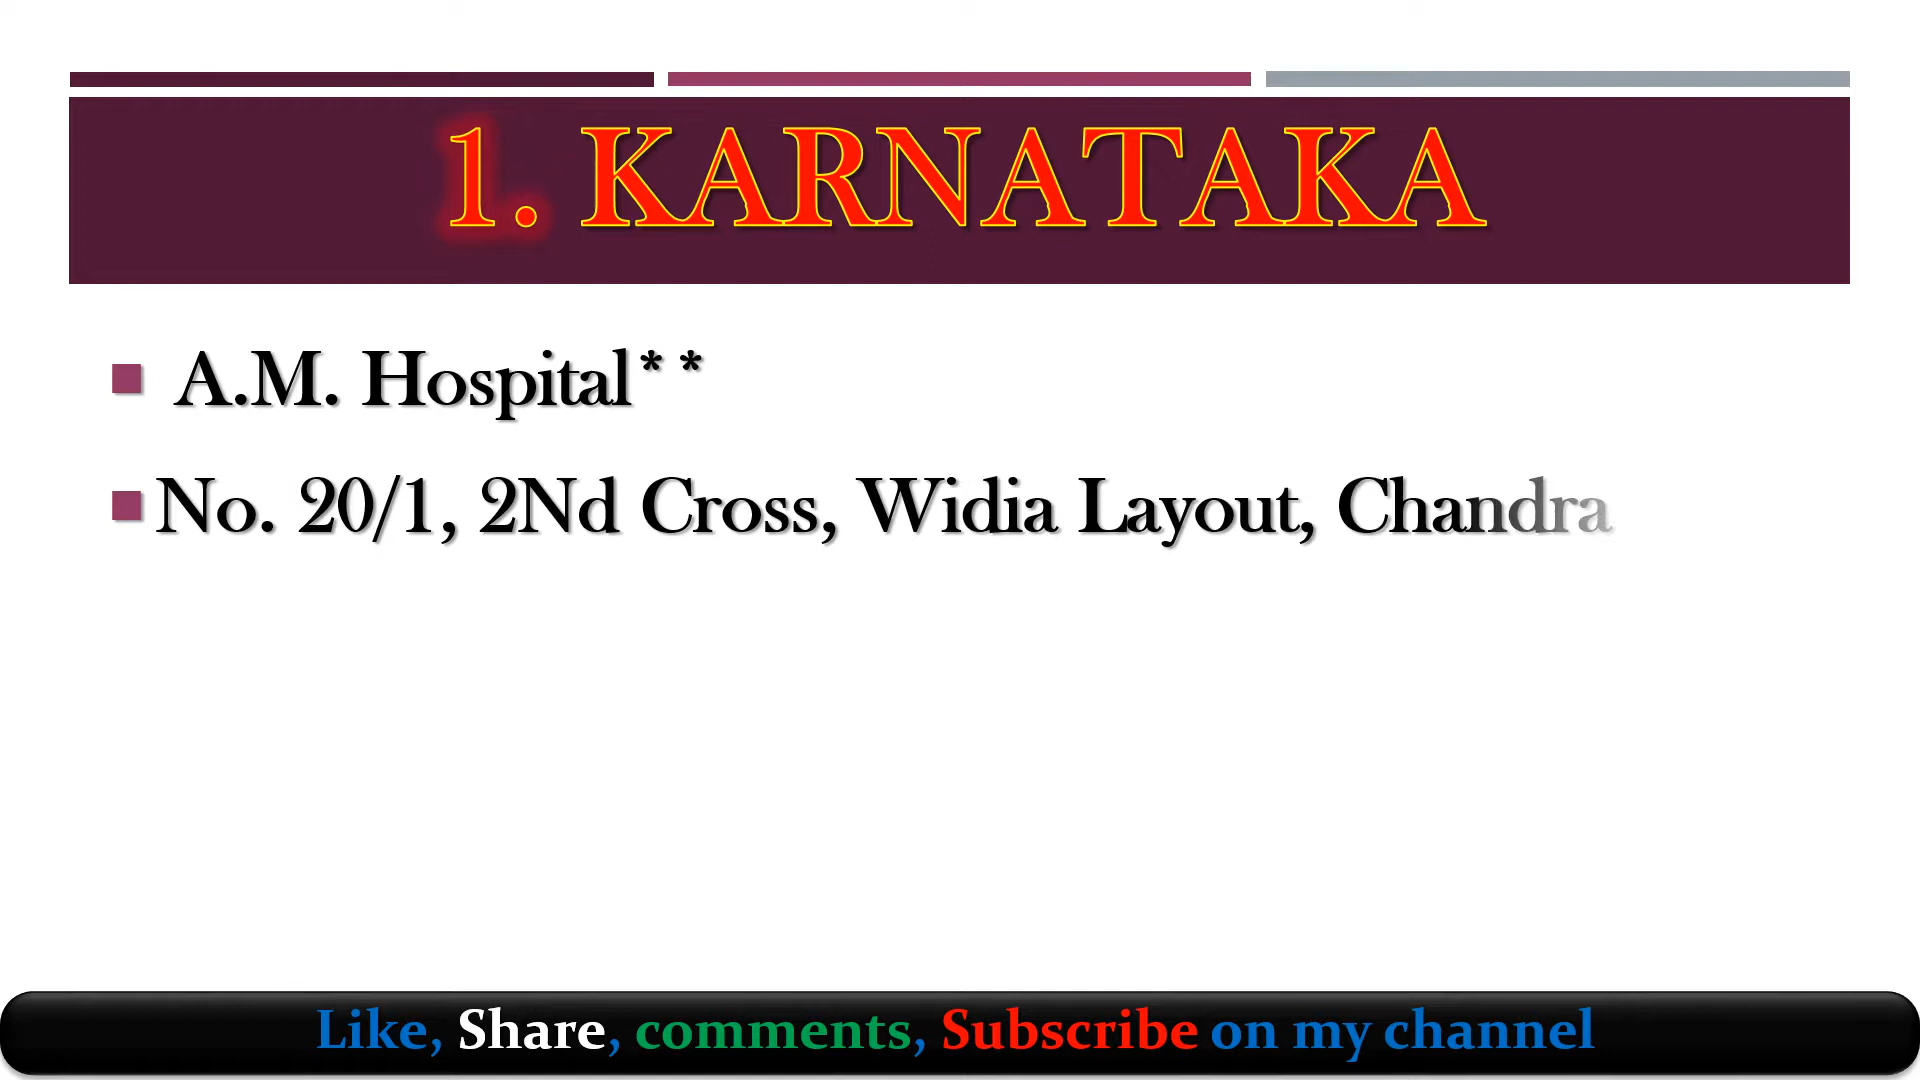 1. KARNATAKA
A.M. Hospital**
No. 20/1, 2Nd Cross, Widia Layout, Chandra
Like, Share, comments, Subscribe on my channel